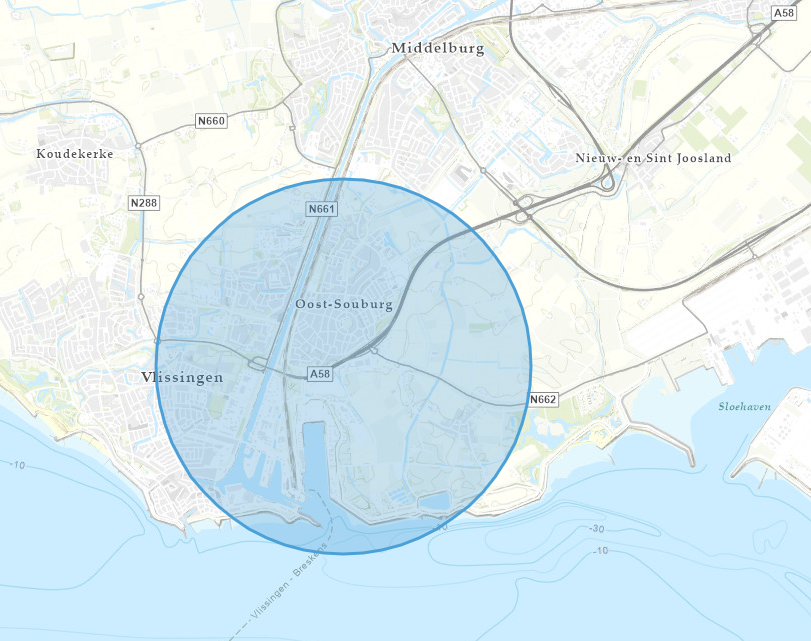 A58
Middelburg
N660
Koudekerke
Nieuw- en Sint Joosland
N288
N661
Oost-Souburg
A58
Vlissingen
N662
Sloehaven
-10
-30
-10
Vlissingen - Breskens